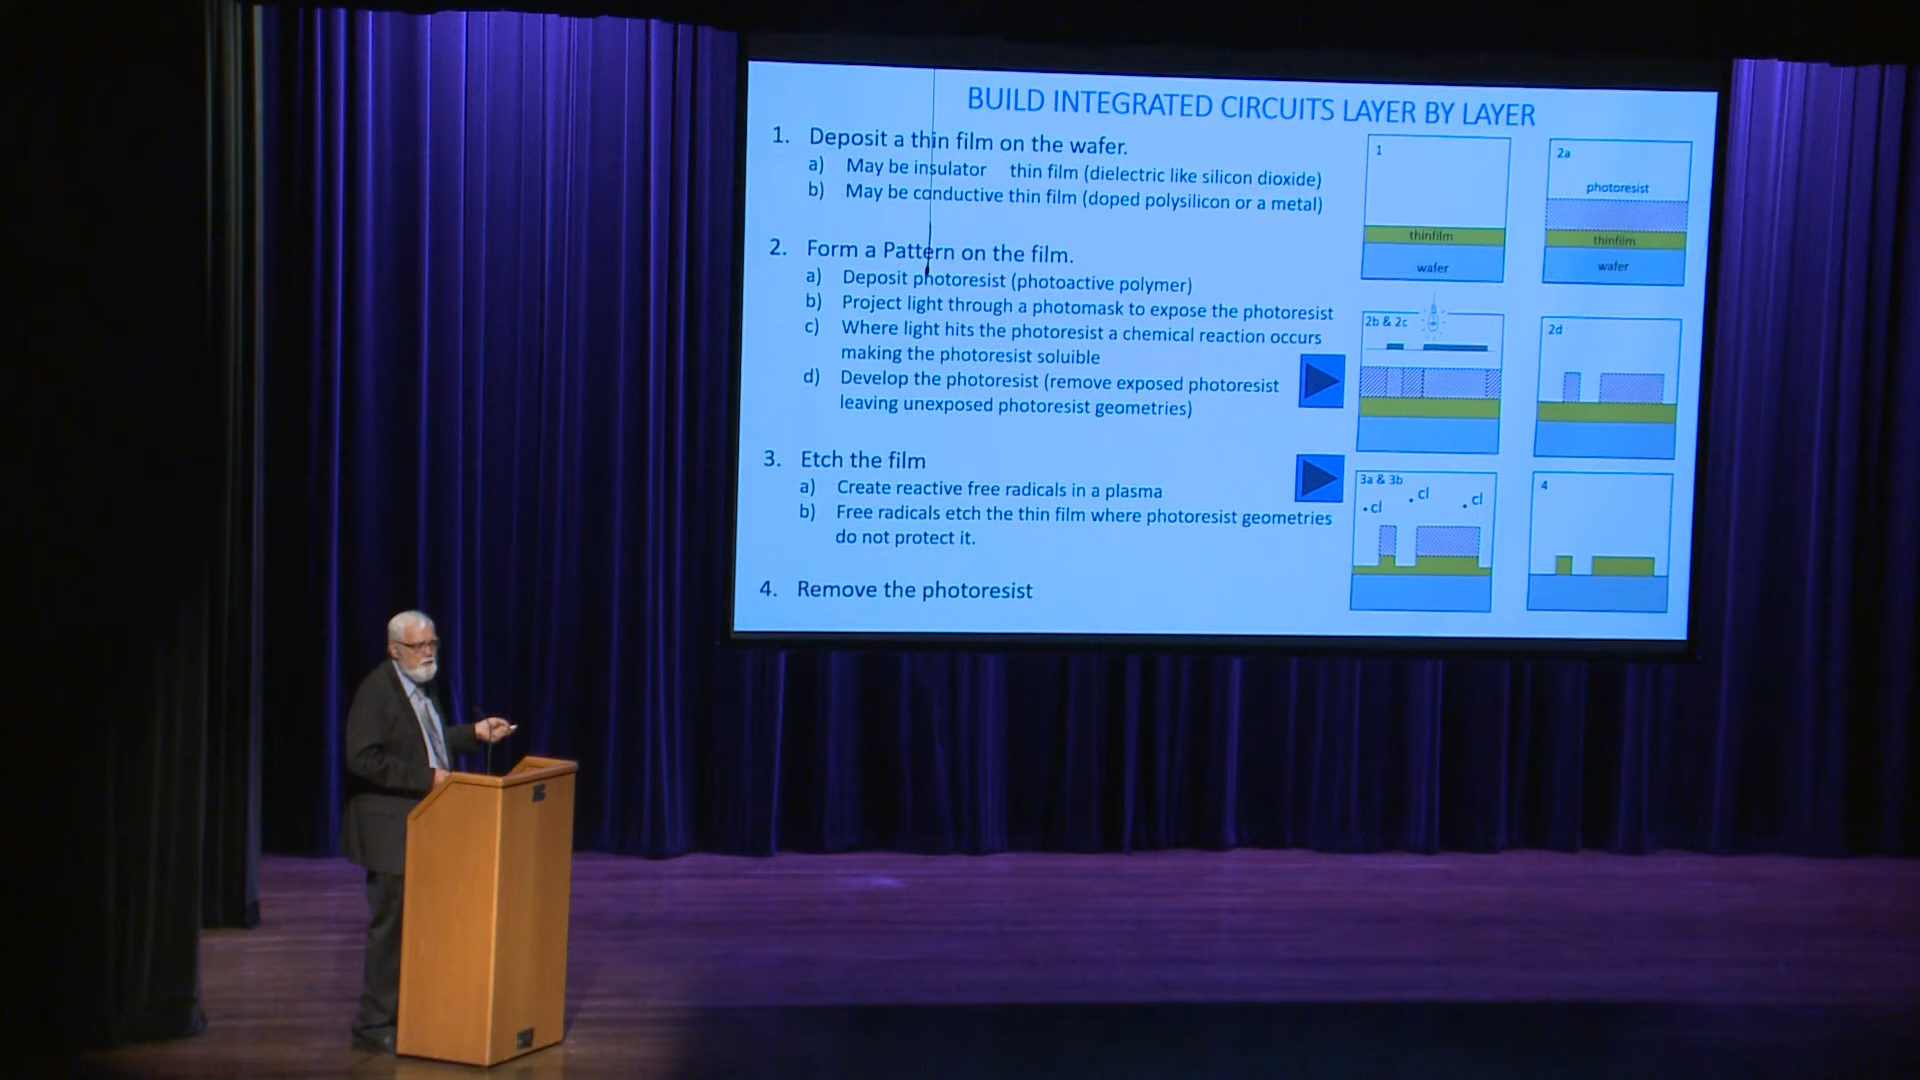 BUILD INTEGRATED CIRCUITS LAYER BY LAYER
1. Deposit a thin film on the wafer.
a) May be insulator thin film (dielectric like silicon dioxide)
b) May be conductive thin film (doped polysilicon or a metal)
2. Form a Pattern on the film.
a) Deposit photoresist (photoactive polymer)
b) Project light through a photomask to expose the photoresist
c) Where light hits the photoresist a chemical reaction occurs
making the photoresist soluible
d) Develop the photoresist (remove exposed photoresist
leaving unexposed photoresist geometries)
3. Etch the film
a) Create reactive free radicals in a plasma
b) Free radicals etch the thin film where photoresist geometries
do not protect it.
4. Remove the photoresist
1
thinfilm
wafer
2a
photoresist
thinfilm
wafer
2b & 2c
2d
3a & 3b
.cl .cl .cl
4